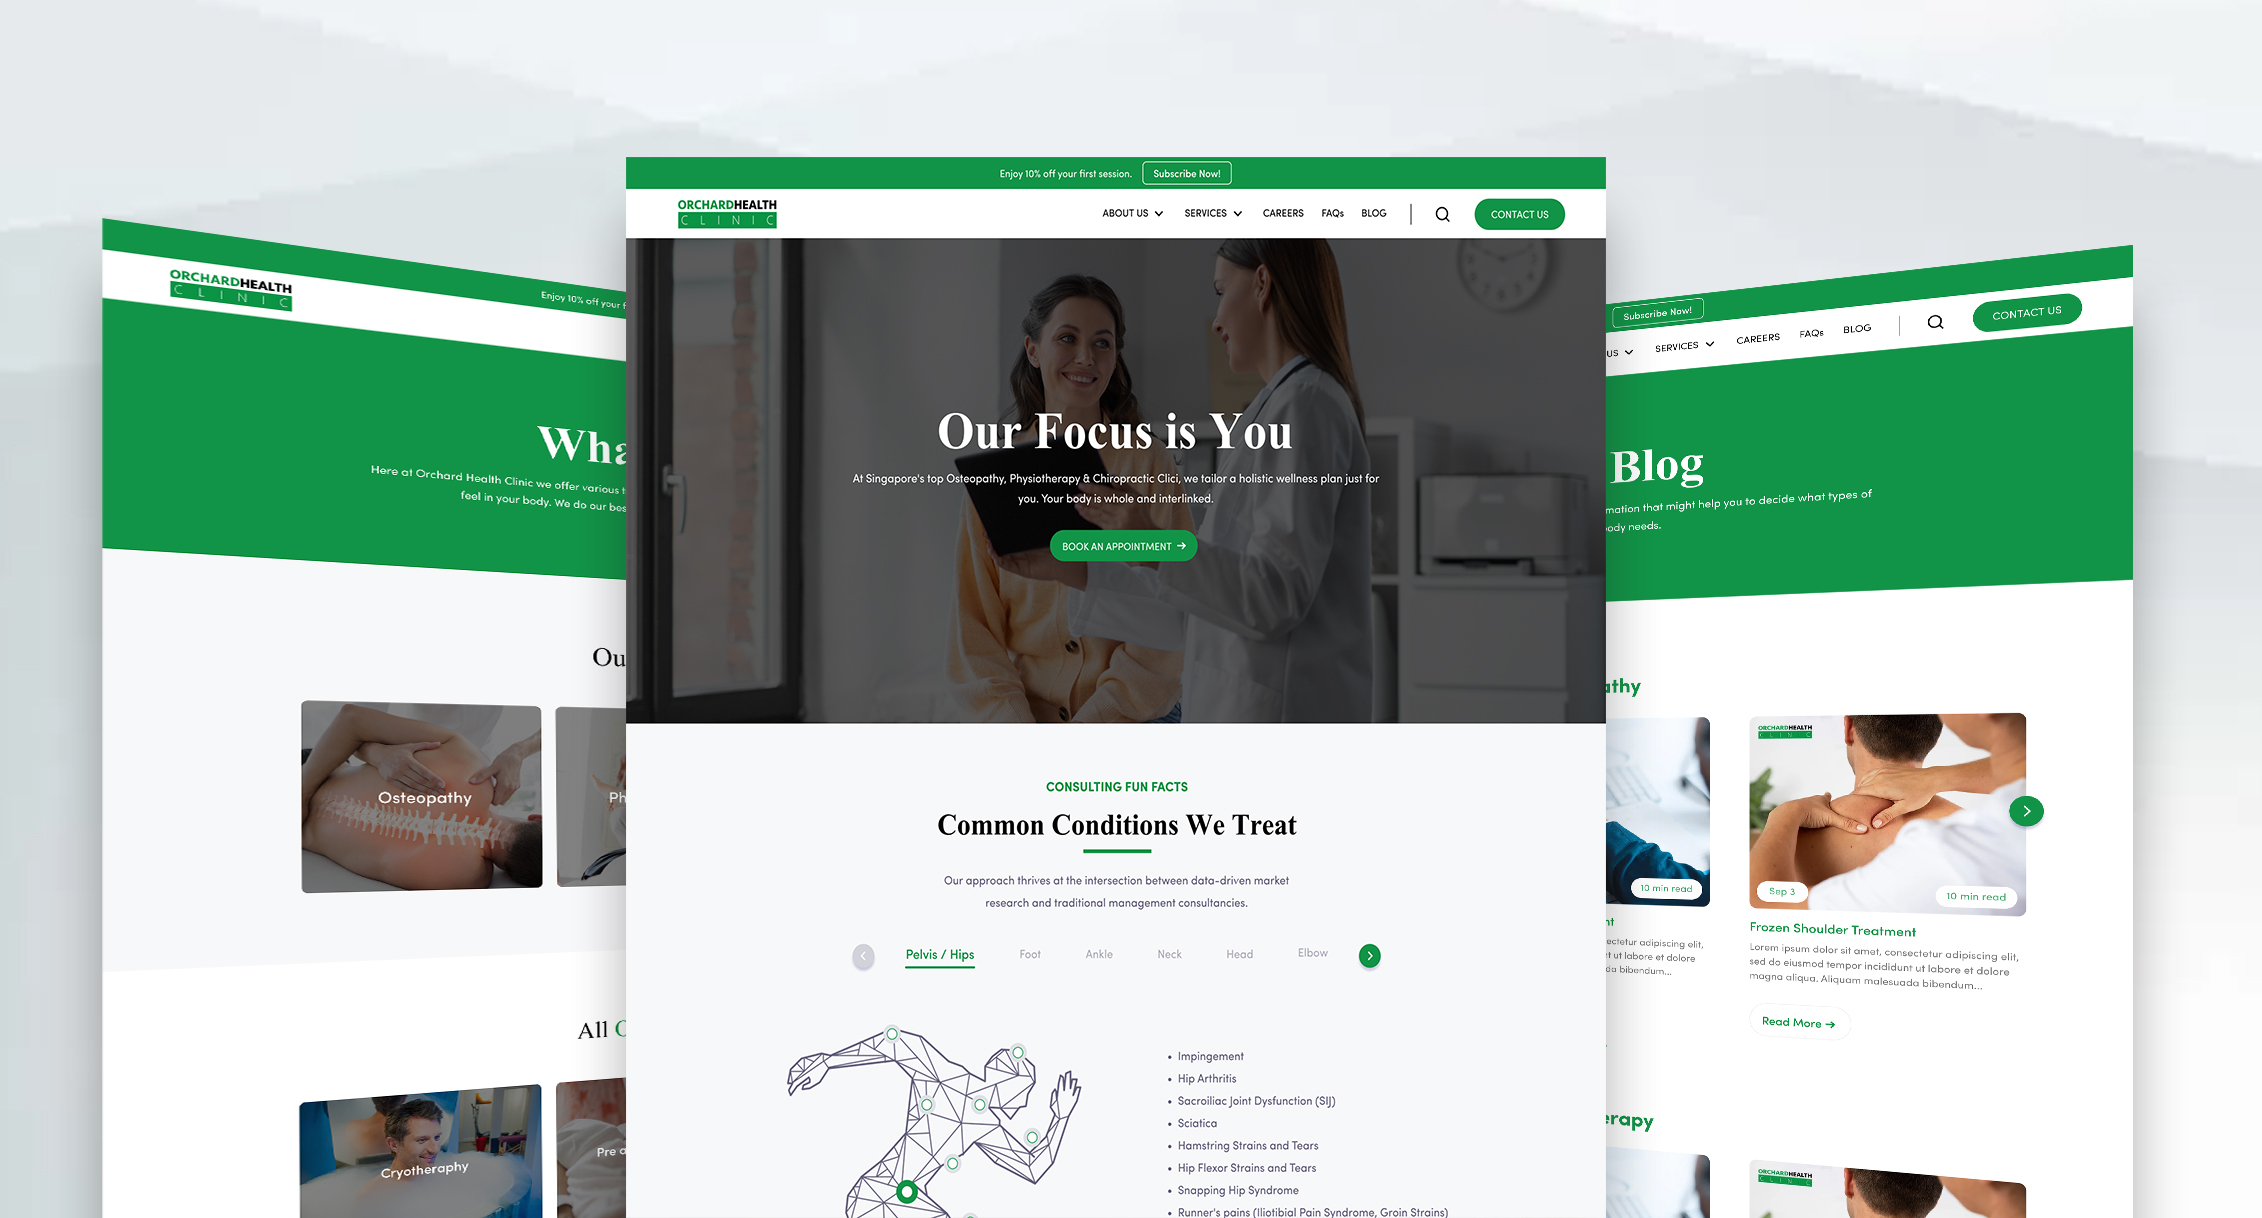 Enjoy 10% off your first session. Subscribe Now!
ORCHARDHEALTH
CLINIC
ABOUT US SERVICES CAREERS FAQs BLOG CONTACT US
Our Focus is You
At Singapore's top Osteopathy, Physiotherapy & Chiropractic Clici, we tailor a holistic wellness plan just for
you. Your body is whole and interlinked.
BOOK AN APPOINTMENT
CONSULTING FUN FACTS
Common Conditions We Treat
Our approach thrives at the intersection between data-driven market
research and traditional management consultancies.
Pelvis / Hips Foot Ankle Neck Head Elbow
• Impingement
• Hip Arthritis
• Sacroiliac Joint Dysfunction (SIJ)
• Sciatica
• Hamstring Strains and Tears
• Hip Flexor Strains and Tears
• Snapping Hip Syndrome
• Runner's pains (Iliotibial Pain Syndrome, Groin Strains)
Enjoy 10% off your f
ORCHARDHEALTH
CLINIC
Wha
Here at Orchard Health Clinic we offer various t
feel in your body. We do our bes
Ou
Osteopathy
Ph
All C
Cryotheraphy
Pre a
Subscribe Now!
US SERVICES CAREERS FAQs BLOG CONTACT US
Blog
mation that might help you to decide what types of
ody needs.
athy
ORCHARDHEALTH
CLINIC
10 min read
Sep 3
10 min read
nt
ectetur adipiscing elit,
t ut labore et dolore
da bibendum...
Frozen Shoulder Treatment
Lorem ipsum dolor sit amet, consectetur adipiscing elit,
sed do eiusmod tempor incididunt ut labore et dolore
magna aliqua. Aliquam malesuada bibendum...
Read More
erapy
ORCHARDHEALTH
CLINIC